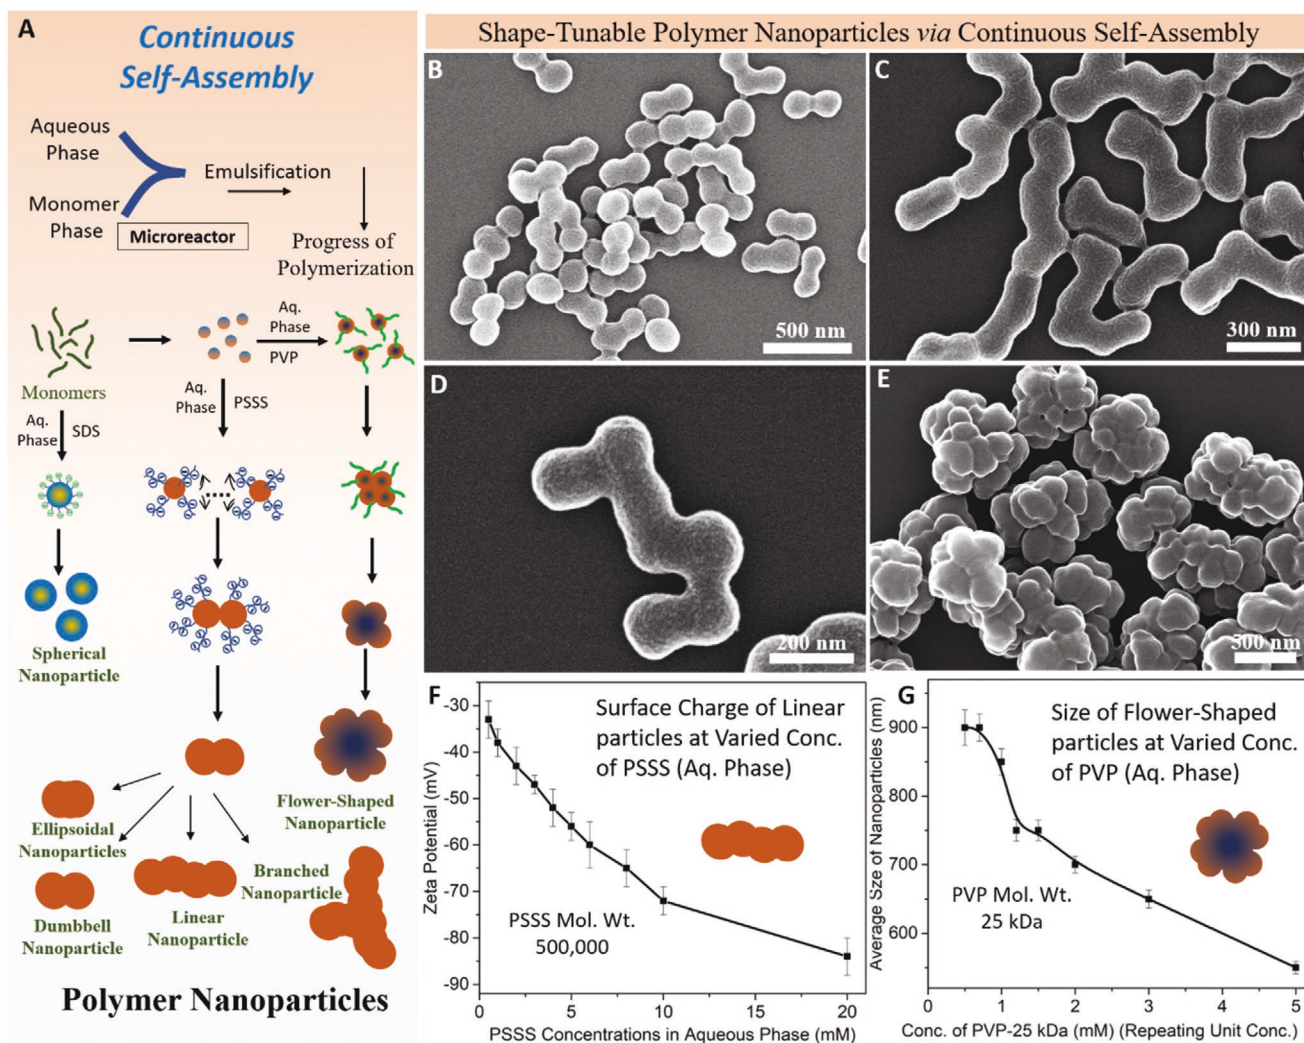 A
Continuous
Self-Assembly
Aqueous
Phase
Emulsification
Monomer
Phase
Microreactor
Progress of
Polymerization
Aq.
Phase
PVP
Monomers
Aq.
Phase
PSSS
Aq.
Phase
SDS
Spherical
Nanoparticle
Flower-Shaped
Nanoparticle
Ellipsoidal
Nanoparticles
Dumbbell
Nanoparticle
Linear
Nanoparticle
Branched
Nanoparticle
Polymer Nanoparticles
Shape-Tunable Polymer Nanoparticles via Continuous Self-Assembly
B
500 nm
C
300 nm
D
200 nm
E
500 nm
F
Surface Charge of Linear
particles at Varied Conc.
of PSSS (Aq. Phase)
PSSS Mol. Wt.
500,000
Zeta Potential (mV)
-30
-40
-50
-60
-70
-80
-90
0
5
10
15
20
PSSS Concentrations in Aqueous Phase (mM)
G
Size of Flower-Shaped
particles at Varied Conc.
of PVP (Aq. Phase)
PVP Mol. Wt.
25 kDa
Average Size of Nanoparticles (nm)
900
800
700
600
0
1
2
3
4
5
Conc. of PVP-25 kDa (mM) (Repeating Unit Conc.)